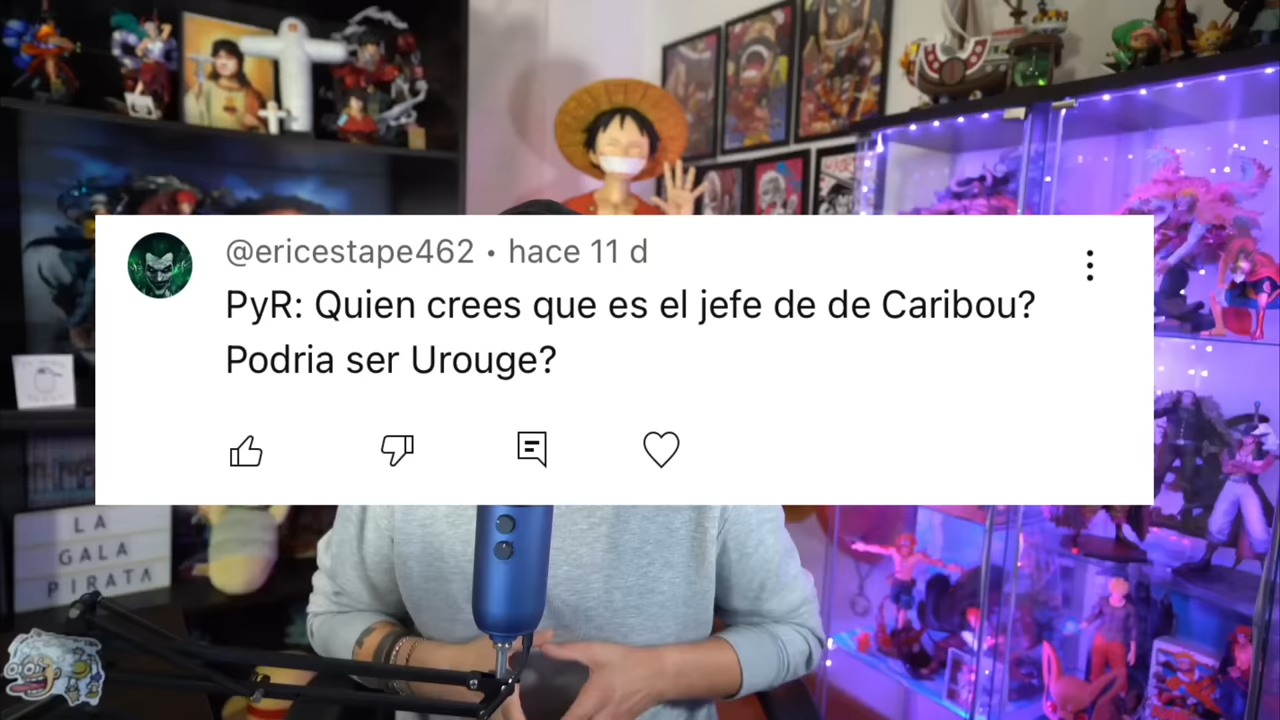 @ericestape462 • hace 11 d
PyR: Quien crees que es el jefe de de Caribou?
Podria ser Urouge?
LA
GALA
PIRATA